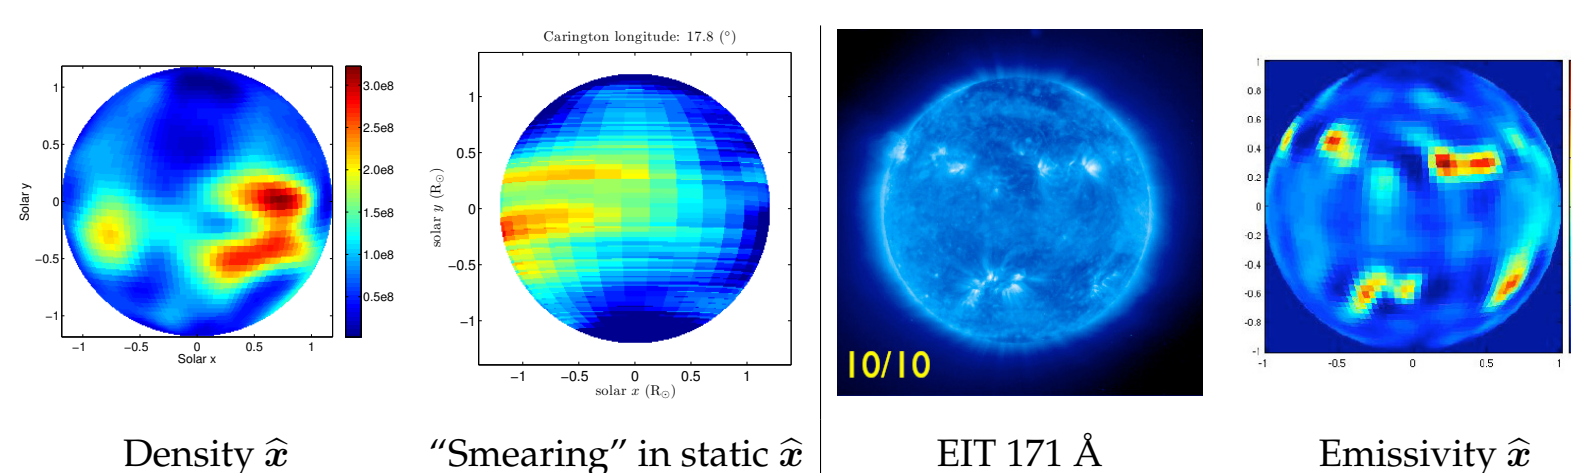 Carington longitude: 17.8 (°)
1
0.5
0
−0.5
−1
Solar y
−1 −0.5 0 0.5 1
Solar x
3.0e8
2.5e8
2.0e8
1.5e8
1.0e8
0.5e8
1
0.5
0
−0.5
−1
solar y (R☉)
−1 −0.5 0 0.5 1
solar x (R☉)
10/10
1
0.8
0.6
0.4
0.2
0
-0.2
-0.4
-0.6
-0.8
-1
-1 -0.5 0 0.5 1
Density x̂
“Smearing” in static x̂
EIT 171 Å
Emissivity x̂